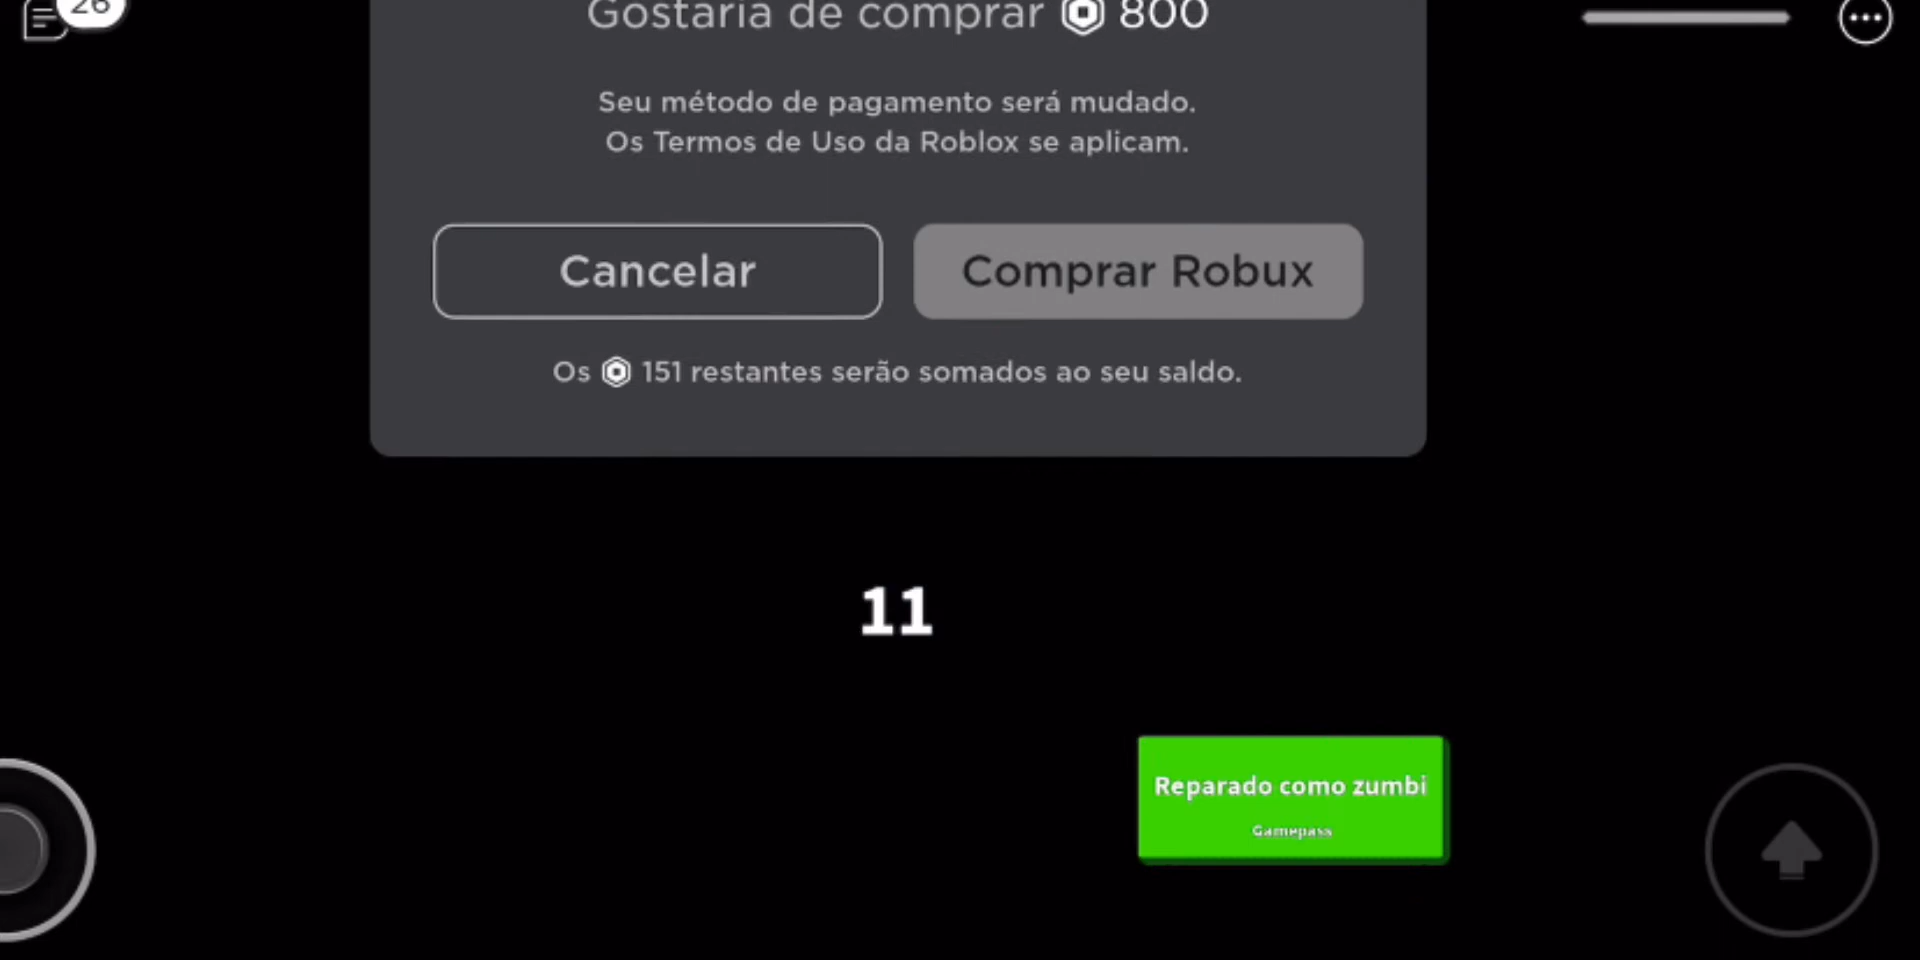 26
Gostaria de comprar 800
Seu método de pagamento será mudado.
Os Termos de Uso da Roblox se aplicam.
Cancelar
Comprar Robux
Os 151 restantes serão somados ao seu saldo.
11
Reparado como zumbi
Gamepass